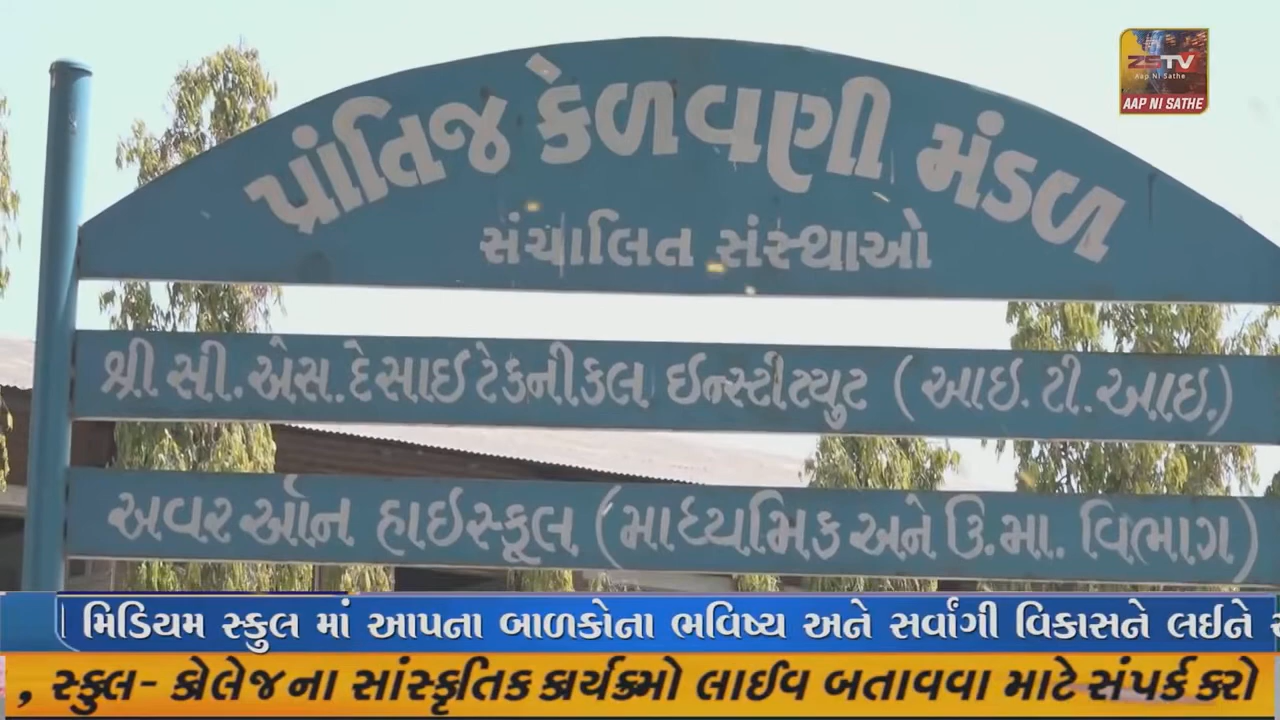 ZSTV
Aap Ni Sathe
AAP NI SATHE
પ્રાંતિજ કેળવણી મંડળ
સંચાલિત સંસ્થાઓ
શ્રી.સી.એસ.દેસાઇ ટેકનીકલ ઇન્સ્ટીટ્યુટ (આઇ.ટી.આઇ.)
અવર ઑન હાઇસ્કૂલ (માધ્યમિક અને ઉ.મા. વિભાગ)
મિડિયમ સ્કુલ માં આપના બાળકોના ભવિષ્ય અને સર્વાંગી વિકાસને લઈને
, સ્કુલ- કોલેજના સાંસ્કૃતિક કાર્યક્રમો લાઈવ બતાવવા માટે સંપર્ક કરો